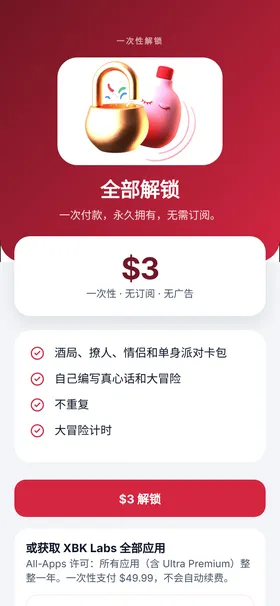 一次性解锁
全部解锁
一次付款，永久拥有，无需订阅。
$3
一次性 · 无订阅 · 无广告
酒局、撩人、情侣和单身派对卡包
自己编写真心话和大冒险
不重复
大冒险计时
$3 解锁
或获取 XBK Labs 全部应用
All-Apps 许可：所有应用（含 Ultra Premium）整
整一年。一次性支付 $49.99，不会自动续费。